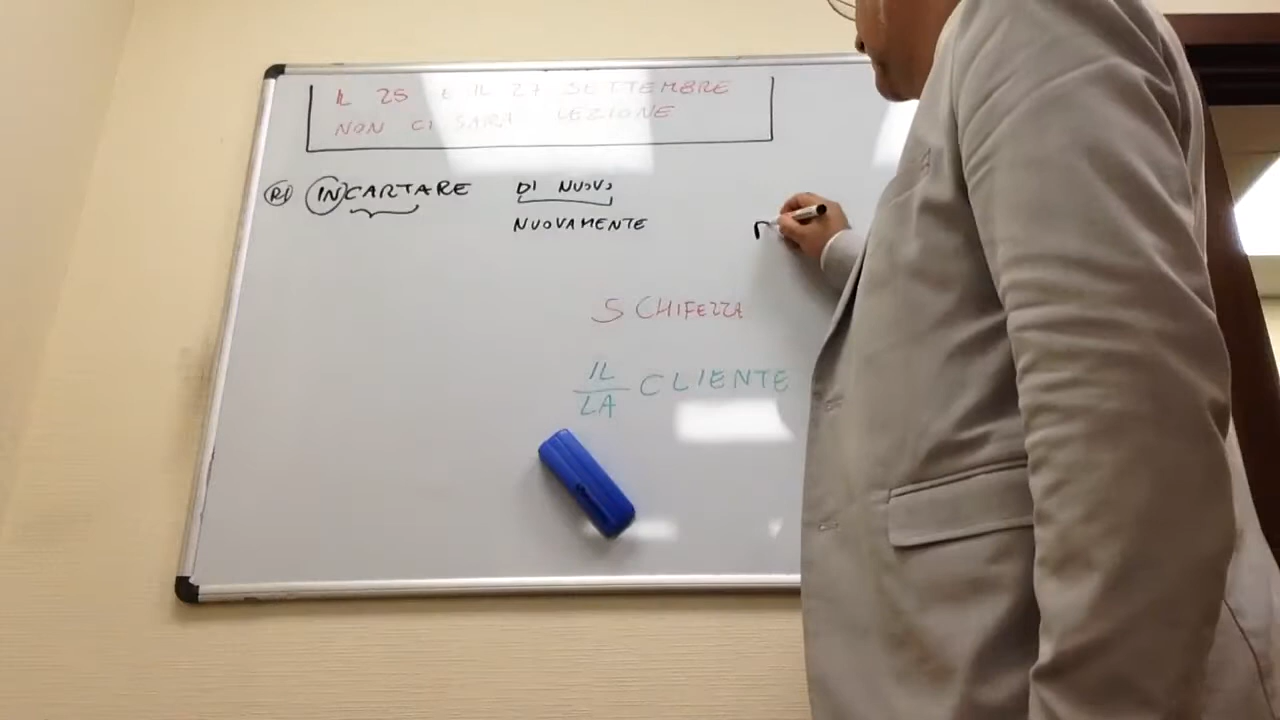 IL 25 E IL 27 SETTEMBRE
NON CI SARÀ LEZIONE
RI INCARTARE DI NUOVO
NUOVAMENTE
SCHIFEZZA
IL
LA CLIENTE